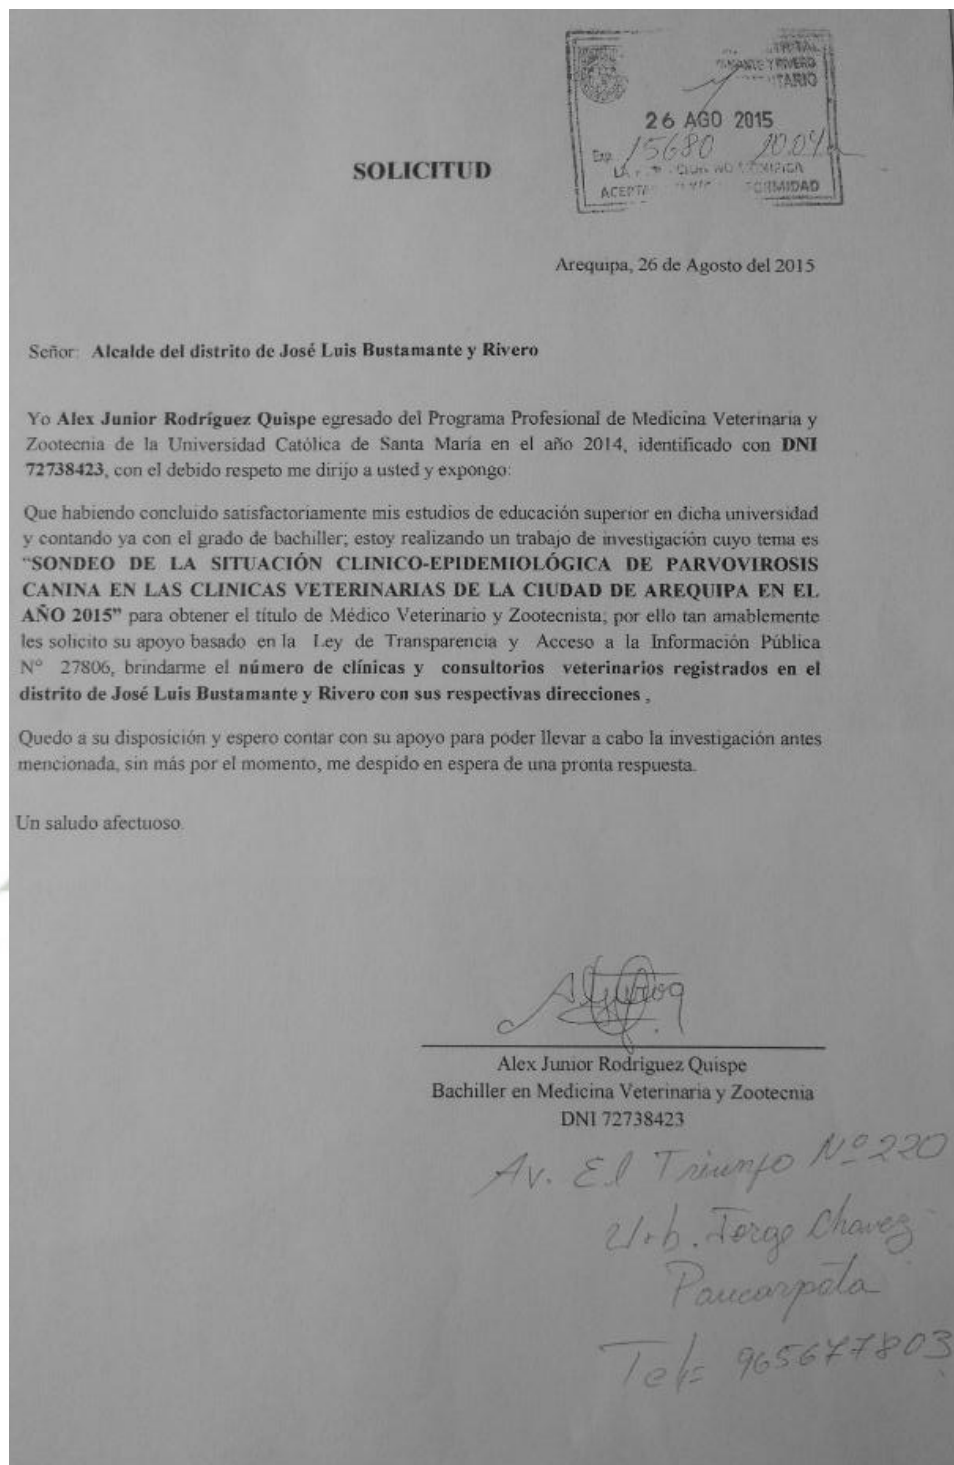 26 AGO 2015
Exp. 15680 10:04
SOLICITUD
Arequipa, 26 de Agosto del 2015
Señor: Alcalde del distrito de José Luis Bustamante y Rivero
Yo Alex Junior Rodríguez Quispe egresado del Programa Profesional de Medicina Veterinaria y
Zootecnia de la Universidad Católica de Santa María en el año 2014, identificado con DNI
72738423, con el debido respeto me dirijo a usted y expongo:
Que habiendo concluido satisfactoriamente mis estudios de educación superior en dicha universidad
y contando ya con el grado de bachiller; estoy realizando un trabajo de investigación cuyo tema es
“SONDEO DE LA SITUACIÓN CLINICO-EPIDEMIOLÓGICA DE PARVOVIROSIS
CANINA EN LAS CLINICAS VETERINARIAS DE LA CIUDAD DE AREQUIPA EN EL
AÑO 2015” para obtener el título de Médico Veterinario y Zootecnista; por ello tan amablemente
les solicito su apoyo basado en la Ley de Transparencia y Acceso a la Información Pública
N° 27806, brindarme el número de clínicas y consultorios veterinarios registrados en el
distrito de José Luis Bustamante y Rivero con sus respectivas direcciones ,
Quedo a su disposición y espero contar con su apoyo para poder llevar a cabo la investigación antes
mencionada, sin más por el momento, me despido en espera de una pronta respuesta.
Un saludo afectuoso.
Alex Junior Rodríguez Quispe
Bachiller en Medicina Veterinaria y Zootecnia
DNI 72738423
Av. El Triunfo Nº 220
Urb. Jorge Chavez
Paucarpata
Telf: 965677803